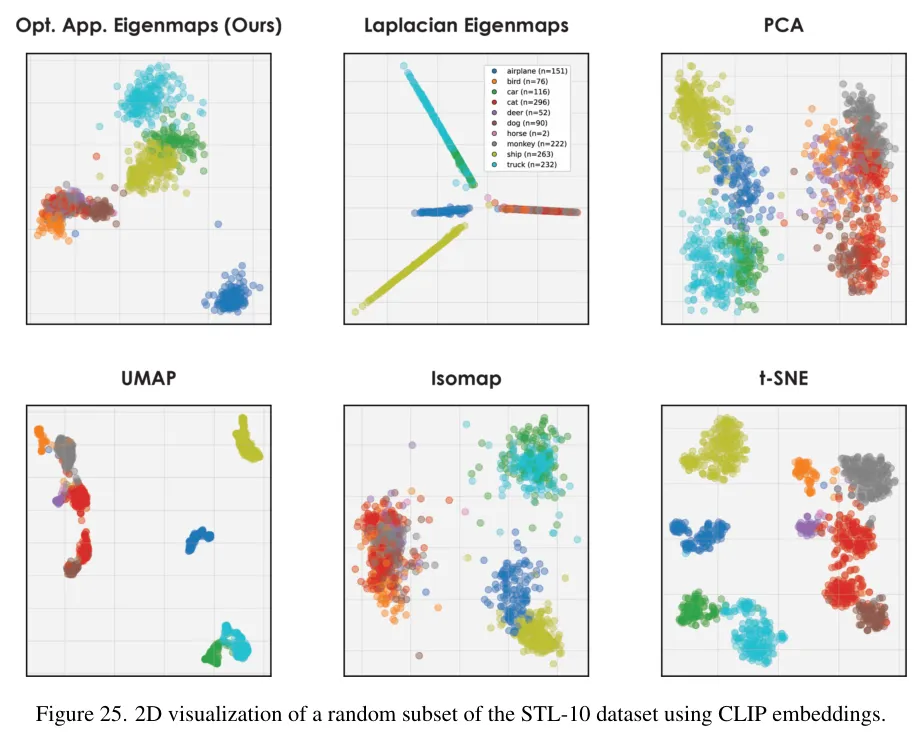 Opt. App. Eigenmaps (Ours)
Laplacian Eigenmaps
PCA
airplane (n=151)
bird (n=76)
car (n=116)
cat (n=296)
deer (n=52)
dog (n=90)
horse (n=2)
monkey (n=222)
ship (n=263)
truck (n=232)
UMAP
Isomap
t-SNE
Figure 25. 2D visualization of a random subset of the STL-10 dataset using CLIP embeddings.